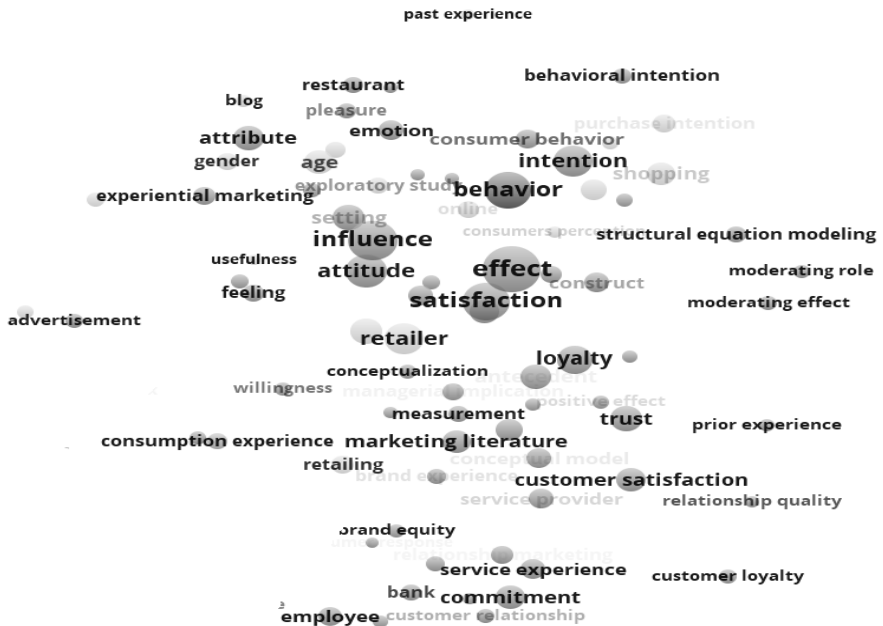 past experience
behavioral intention
restaurant
blog
pleasure
purchase intention
emotion
attribute
consumer behavior
gender
age
intention
shopping
exploratory study
behavior
experiential marketing
online
setting
consumers perception
structural equation modeling
influence
usefulness
attitude
effect
moderating role
construct
feeling
satisfaction
moderating effect
advertisement
retailer
loyalty
conceptualization
antecedent
willingness
managerial implication
positive effect
measurement
trust
prior experience
consumption experience
marketing literature
conceptual model
retailing
brand experience
customer satisfaction
service provider
relationship quality
brand equity
response
relationship marketing
service experience
customer loyalty
bank
commitment
employee
customer relationship